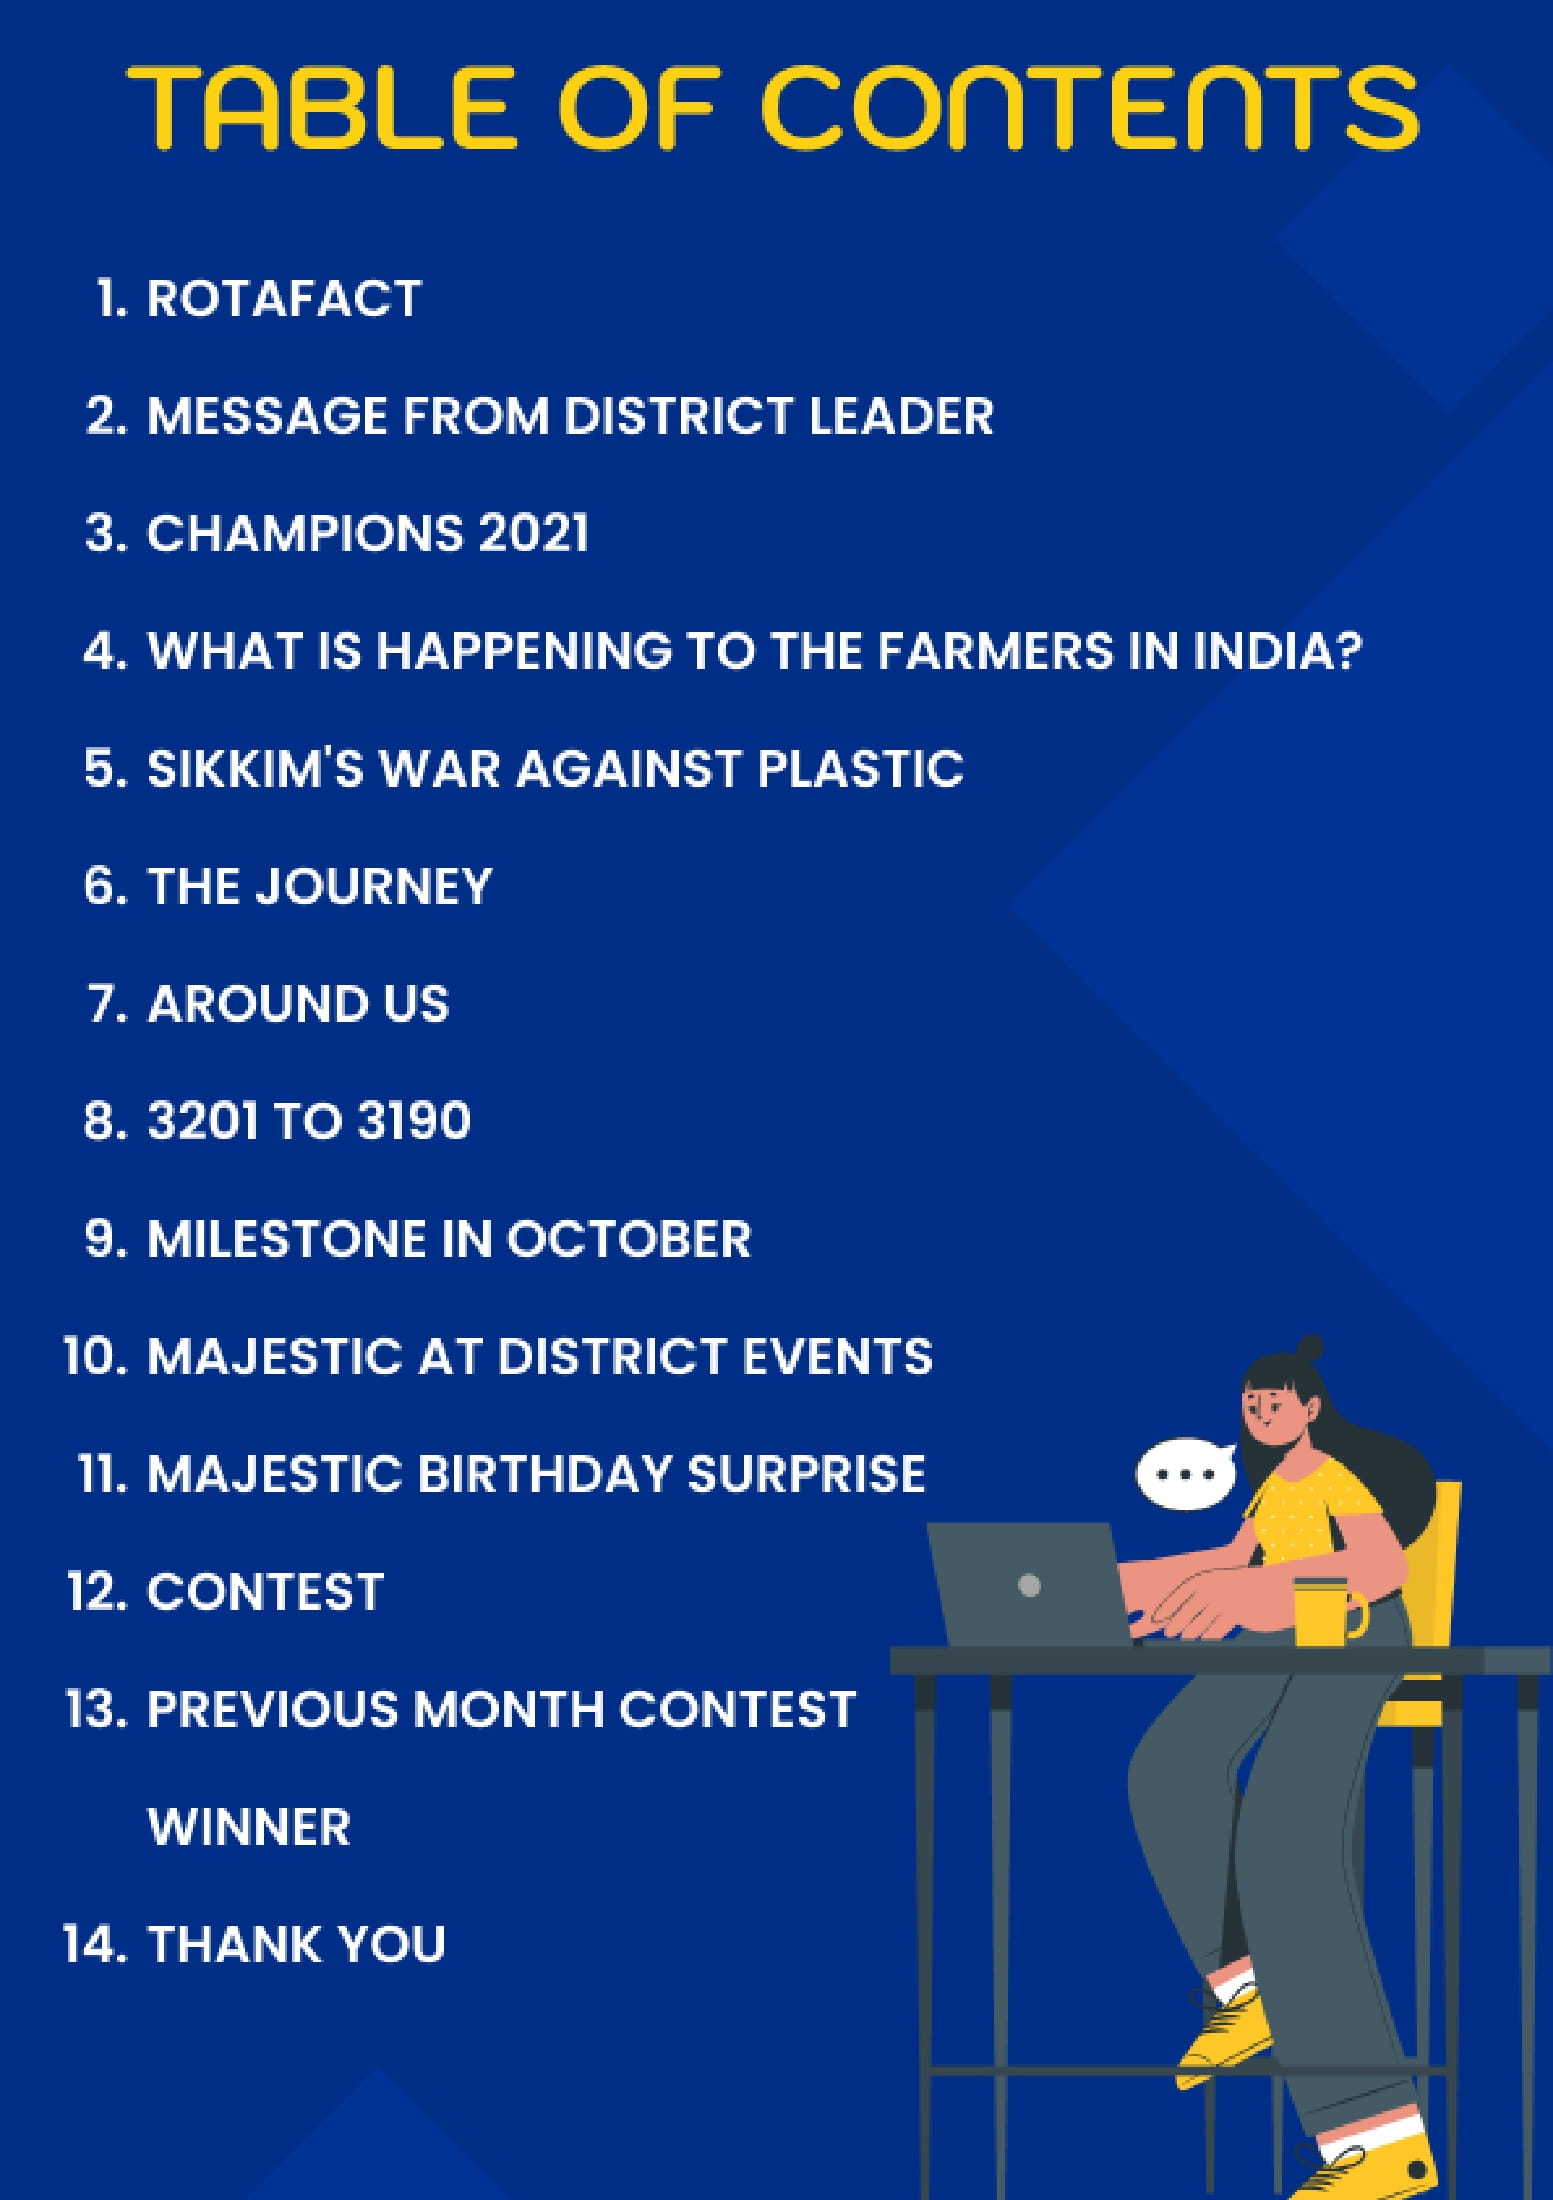 TABLE OF CONTENTS
1. ROTAFACT
2. MESSAGE FROM DISTRICT LEADER
3. CHAMPIONS 2021
4. WHAT IS HAPPENING TO THE FARMERS IN INDIA?
5. SIKKIM'S WAR AGAINST PLASTIC
6. THE JOURNEY
7. AROUND US
8. 3201 TO 3190
9. MILESTONE IN OCTOBER
10. MAJESTIC AT DISTRICT EVENTS
11. MAJESTIC BIRTHDAY SURPRISE
12. CONTEST
13. PREVIOUS MONTH CONTEST
WINNER
14. THANK YOU